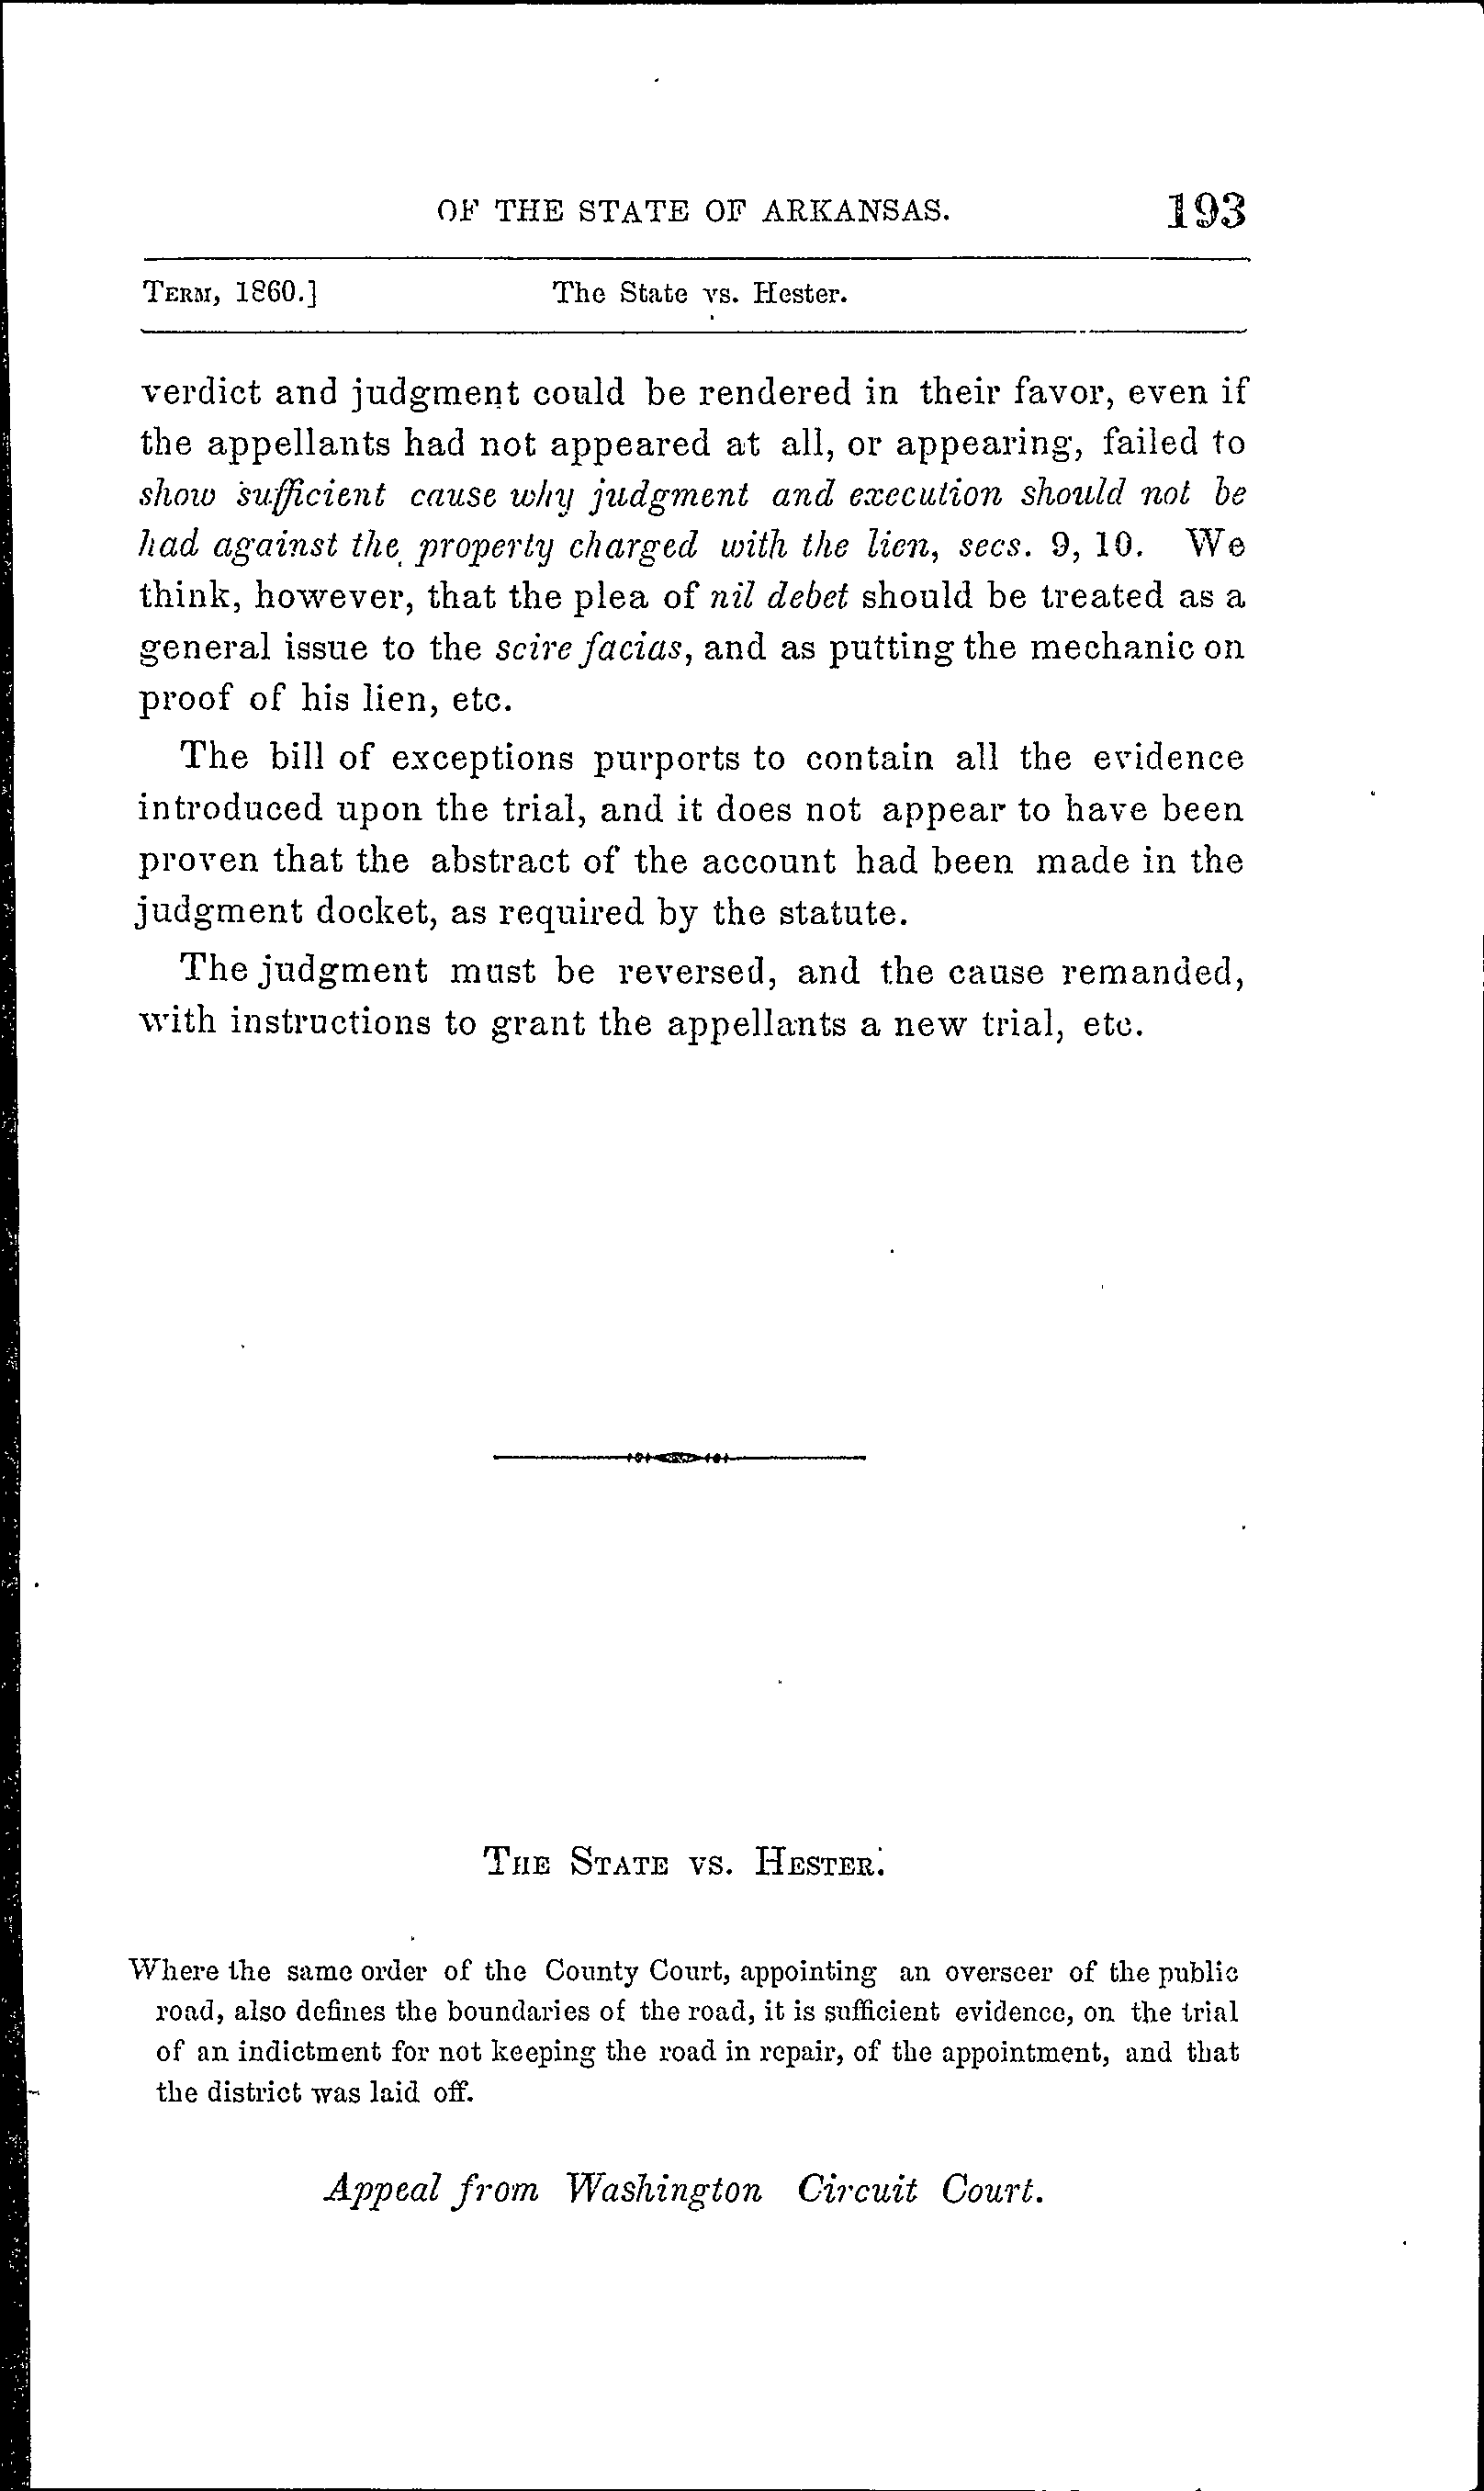 OF THE STATE OF ARKANSAS. 193
TERM, 1860.] The State vs. Hester.
verdict and judgment could be rendered in their favor, even if
the appellants had not appeared at all, or appearing, failed to
show sufficient cause why judgment and execution should not be
had against the property charged with the lien, secs. 9, 10. We
think, however, that the plea of nil debet should be treated as a
general issue to the scire facias, and as putting the mechanic on
proof of his lien, etc.
The bill of exceptions purports to contain all the evidence
introduced upon the trial, and it does not appear to have been
proven that the abstract of the account had been made in the
judgment docket, as required by the statute.
The judgment must be reversed, and the cause remanded,
with instructions to grant the appellants a new trial, etc.
THE STATE VS. HESTER.
Where the same order of the County Court, appointing an overseer of the public
road, also defines the boundaries of the road, it is sufficient evidence, on the trial
of an indictment for not keeping the road in repair, of the appointment, and that
the district was laid off.
Appeal from Washington Circuit Court.